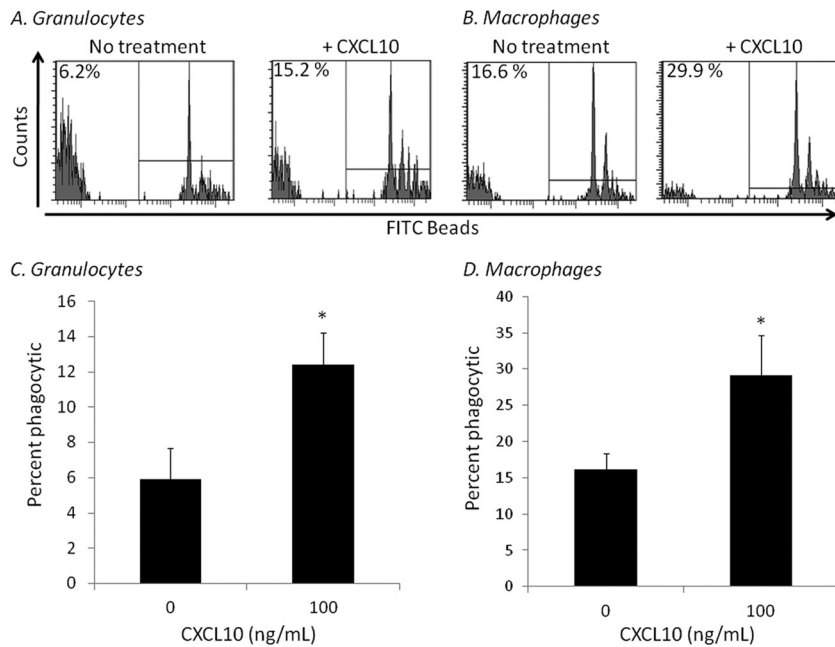 A. Granulocytes
B. Macrophages
No treatment
+ CXCL10
No treatment
+ CXCL10
6.2%
15.2 %
16.6 %
29.9 %
Counts
FITC Beads
C. Granulocytes
D. Macrophages
Percent phagocytic
16
14
12
10
8
6
4
2
0
*
0
100
CXCL10 (ng/mL)
Percent phagocytic
40
35
30
25
20
15
10
5
0
*
0
100
CXCL10 (ng/mL)